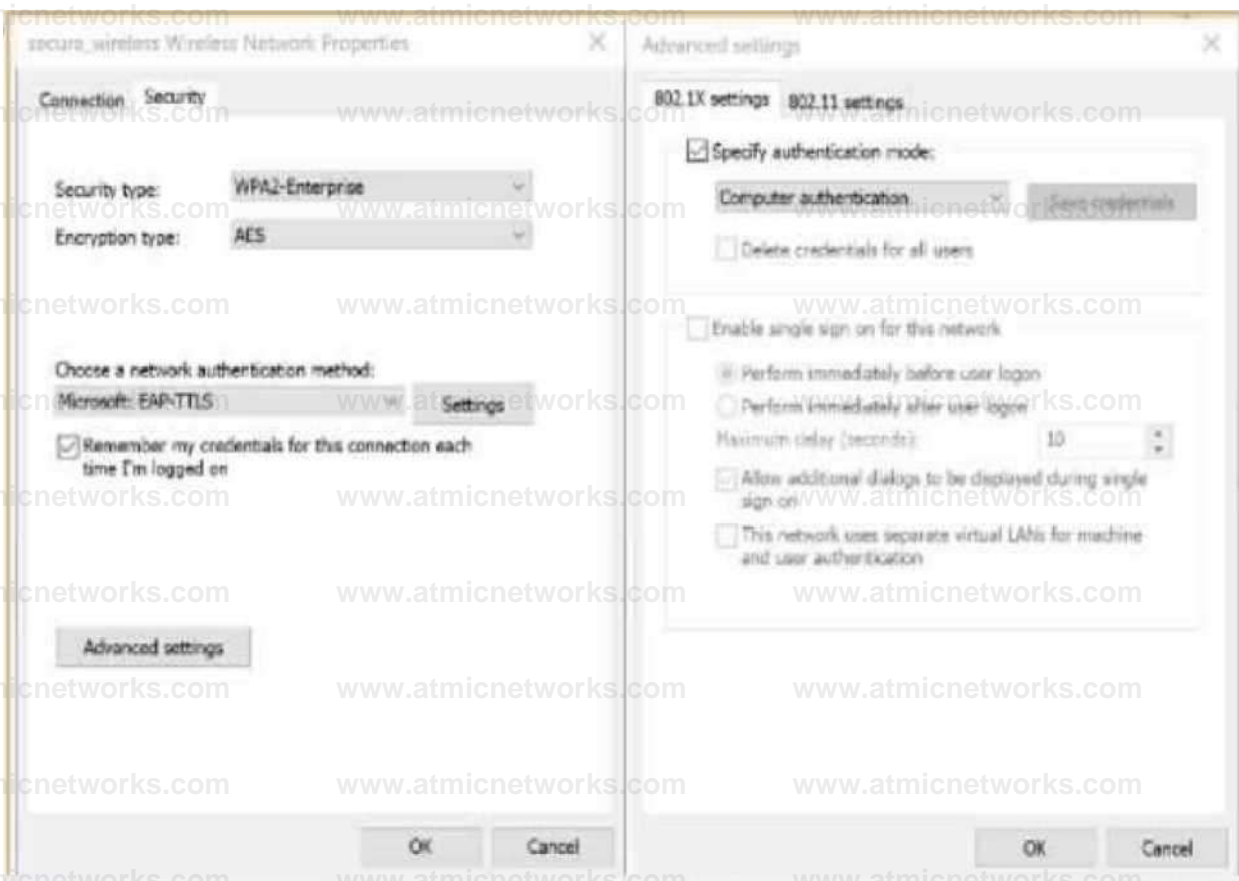 www.atmicnetworks.com
secure_wireless Wireless Network Properties
Connection Security
Security type: WPA2-Enterprise
Encryption type: AES
Choose a network authentication method:
Microsoft: EAP-TTLS Settings
Remember my credentials for this connection each
time I'm logged on
Advanced settings
OK Cancel
Advanced settings
802.1X settings 802.11 settings
Specify authentication mode:
Computer authentication Save credentials
Delete credentials for all users
Enable single sign on for this network
Perform immediately before user logon
Perform immediately after user logon
Maximum delay (seconds): 10
Allow additional dialogs to be displayed during single
sign on
This network uses separate virtual LANs for machine
and user authentication
OK Cancel